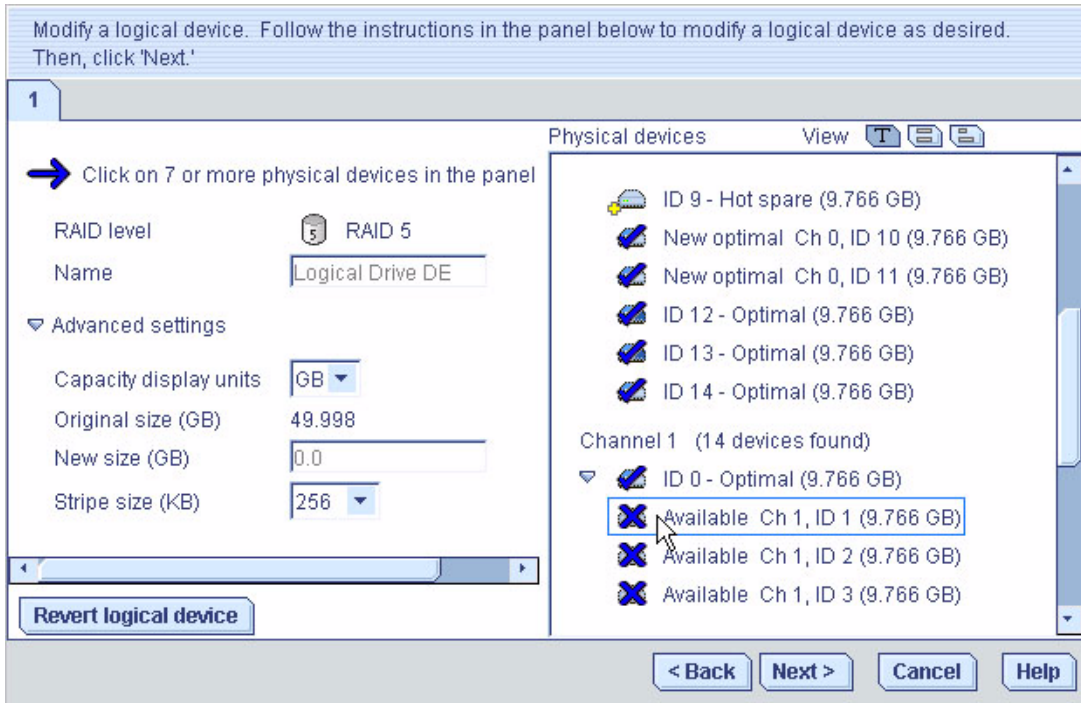 Modify a logical device. Follow the instructions in the panel below to modify a logical device as desired.
Then, click 'Next.'
1
Physical devices View T
Click on 7 or more physical devices in the panel
RAID level 5 RAID 5
Name Logical Drive DE
Advanced settings
Capacity display units GB
Original size (GB) 49.998
New size (GB) 0.0
Stripe size (KB) 256
Revert logical device
ID 9 - Hot spare (9.766 GB)
New optimal Ch 0, ID 10 (9.766 GB)
New optimal Ch 0, ID 11 (9.766 GB)
ID 12 - Optimal (9.766 GB)
ID 13 - Optimal (9.766 GB)
ID 14 - Optimal (9.766 GB)
Channel 1 (14 devices found)
ID 0 - Optimal (9.766 GB)
Available Ch 1, ID 1 (9.766 GB)
Available Ch 1, ID 2 (9.766 GB)
Available Ch 1, ID 3 (9.766 GB)
< Back Next > Cancel Help